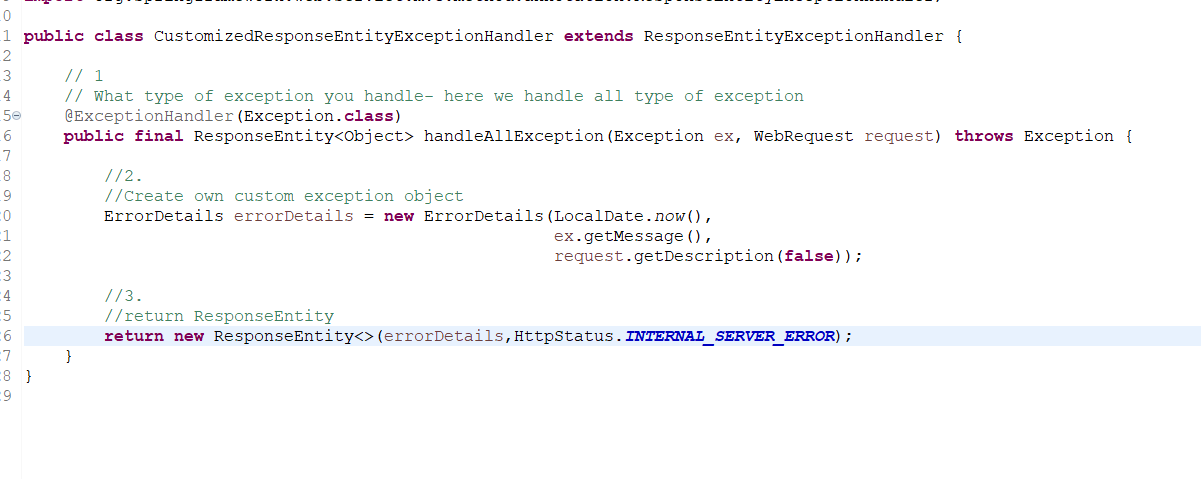 0
1 public class CustomizedResponseEntityExceptionHandler extends ResponseEntityExceptionHandler {
2
3 // 1
4 // What type of exception you handle- here we handle all type of exception
5 @ExceptionHandler(Exception.class)
6 public final ResponseEntity<Object> handleAllException(Exception ex, WebRequest request) throws Exception {
7
8 //2.
9 //Create own custom exception object
0 ErrorDetails errorDetails = new ErrorDetails(LocalDate.now(),
1 ex.getMessage(),
2 request.getDescription(false));
3
4 //3.
5 //return ResponseEntity
6 return new ResponseEntity<>(errorDetails,HttpStatus.INTERNAL_SERVER_ERROR);
7 }
8 }
9